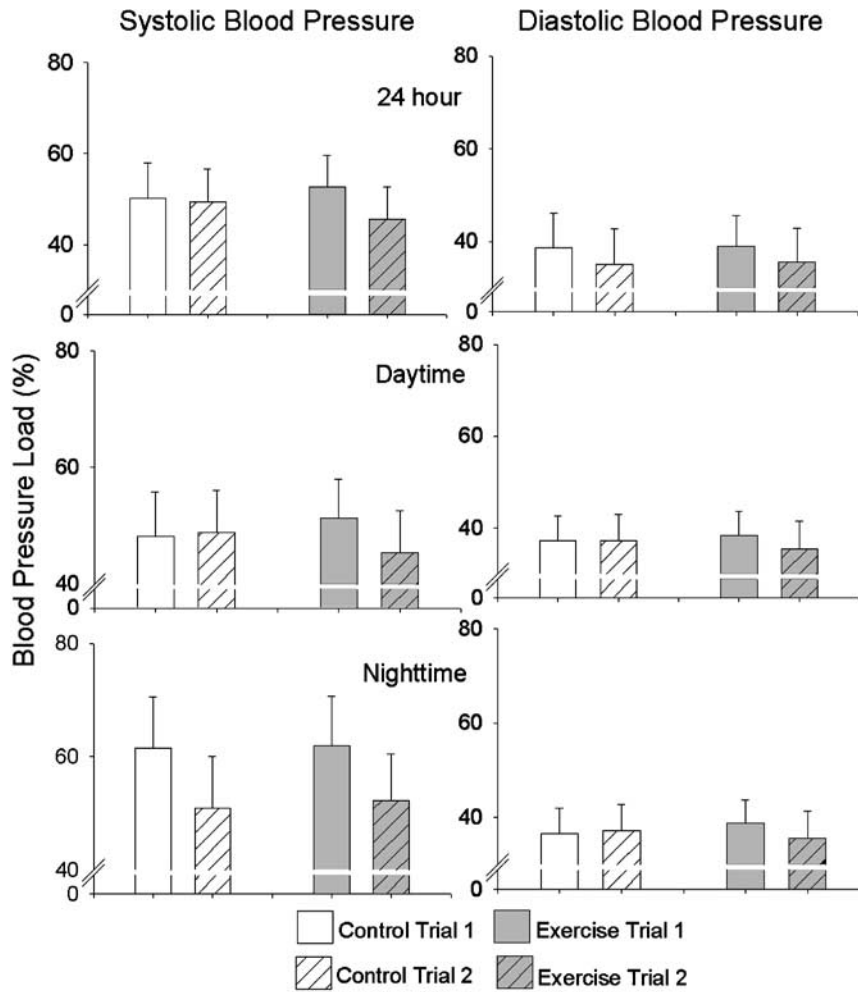 Systolic Blood Pressure
Diastolic Blood Pressure
Blood Pressure Load (%)
24 hour
80
60
40
0
80
60
40
0
Daytime
80
60
40
0
80
60
40
0
Nighttime
80
60
40
0
80
60
40
0
Control Trial 1
Exercise Trial 1
Control Trial 2
Exercise Trial 2